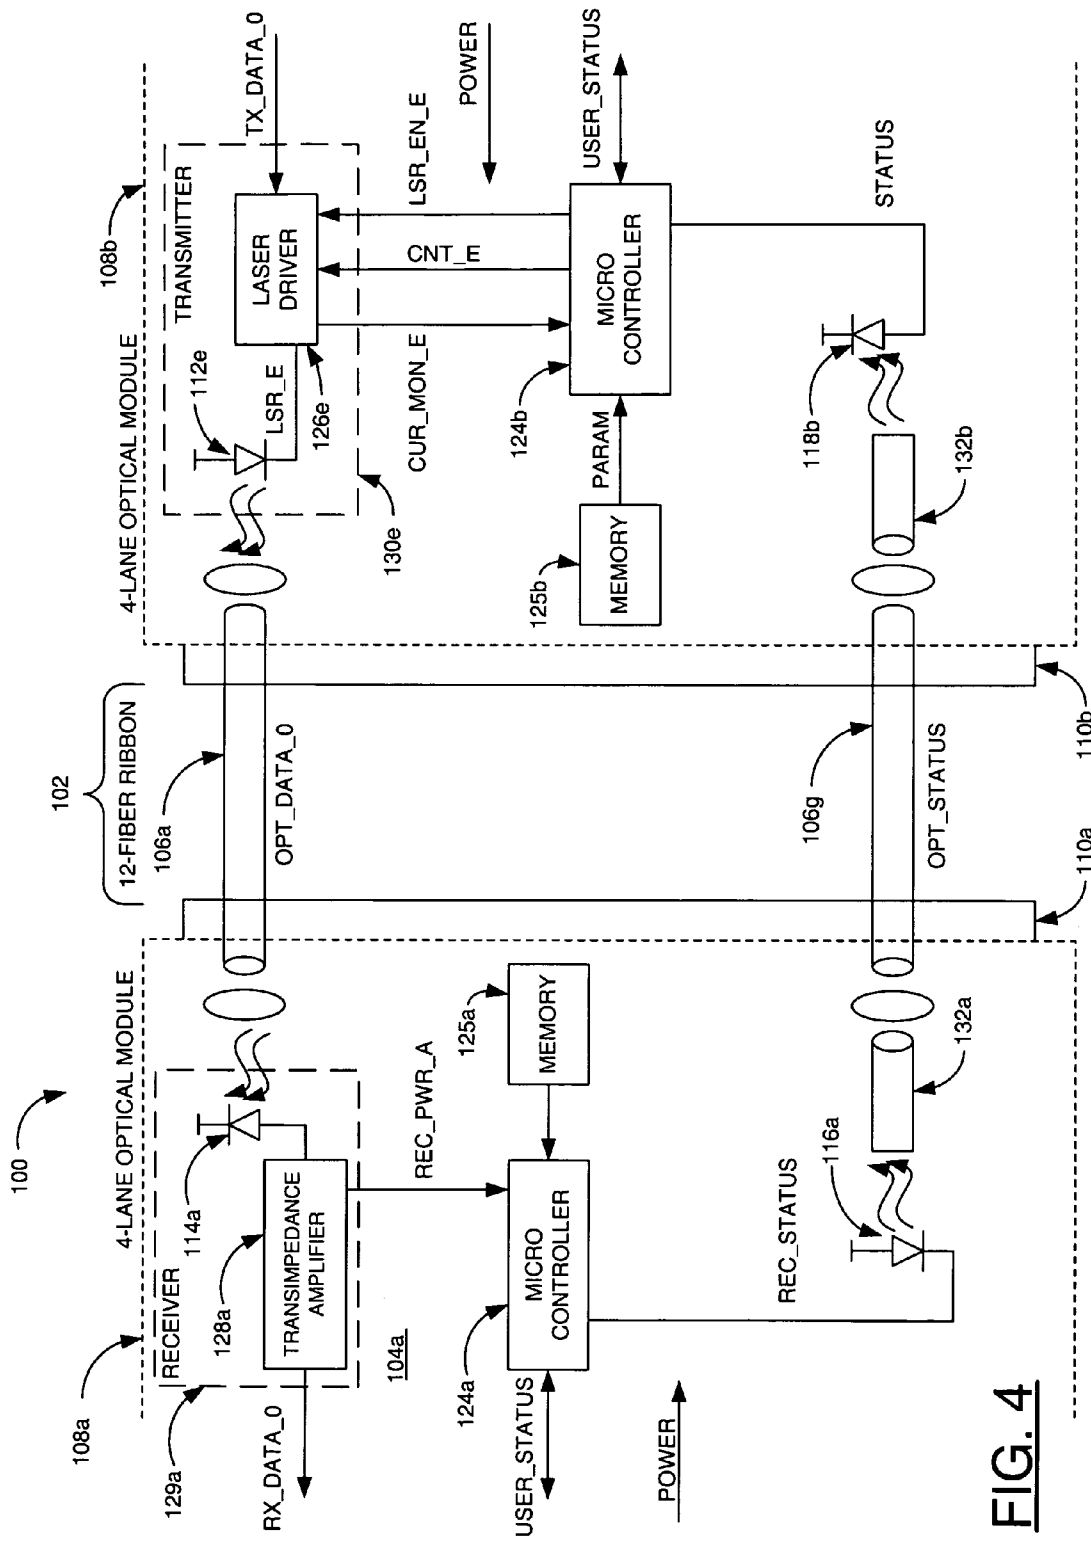 100
102
12-FIBER RIBBON
108a
4-LANE OPTICAL MODULE
4-LANE OPTICAL MODULE
108b
129a
RECEIVER
114a
106a
112e
TRANSMITTER
128a
TRANSIMPEDANCE
AMPLIFIER
RX_DATA_0
OPT_DATA_0
LSR_E
LASER
DRIVER
TX_DATA_0
126e
104a
130e
REC_PWR_A
CUR_MON_E
CNT_E
LSR_EN_E
POWER
124a
125a
MEMORY
MICRO
CONTROLLER
USER_STATUS
125b
MEMORY
PARAM
124b
MICRO
CONTROLLER
USER_STATUS
POWER
REC_STATUS
116a
106g
118b
STATUS
132a
OPT_STATUS
132b
110a
110b
FIG. 4